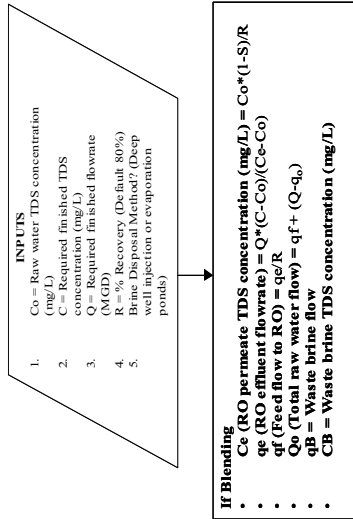 INPUTS
1. Co = Raw water TDS concentration
(mg/L)
2. C = Required finished TDS
concentration (mg/L)
3. Q = Required finished flowrate
(MGD)
4. R = % Recovery (Default 80%)
5. Brine Disposal Method? (Deep
well injection or evaporation
ponds)
If Blending
• Ce (RO permeate TDS concentration (mg/L) = Co*(1-S)/R
• qe (RO effluent flowrate) = Q*(C-Co)/(Ce-Co)
• qf (Feed flow to RO) = qe/R
• Qo (Total raw water flow) = qf + (Q-qo)
• qB = Waste brine flow
• CB = Waste brine TDS concentration (mg/L)